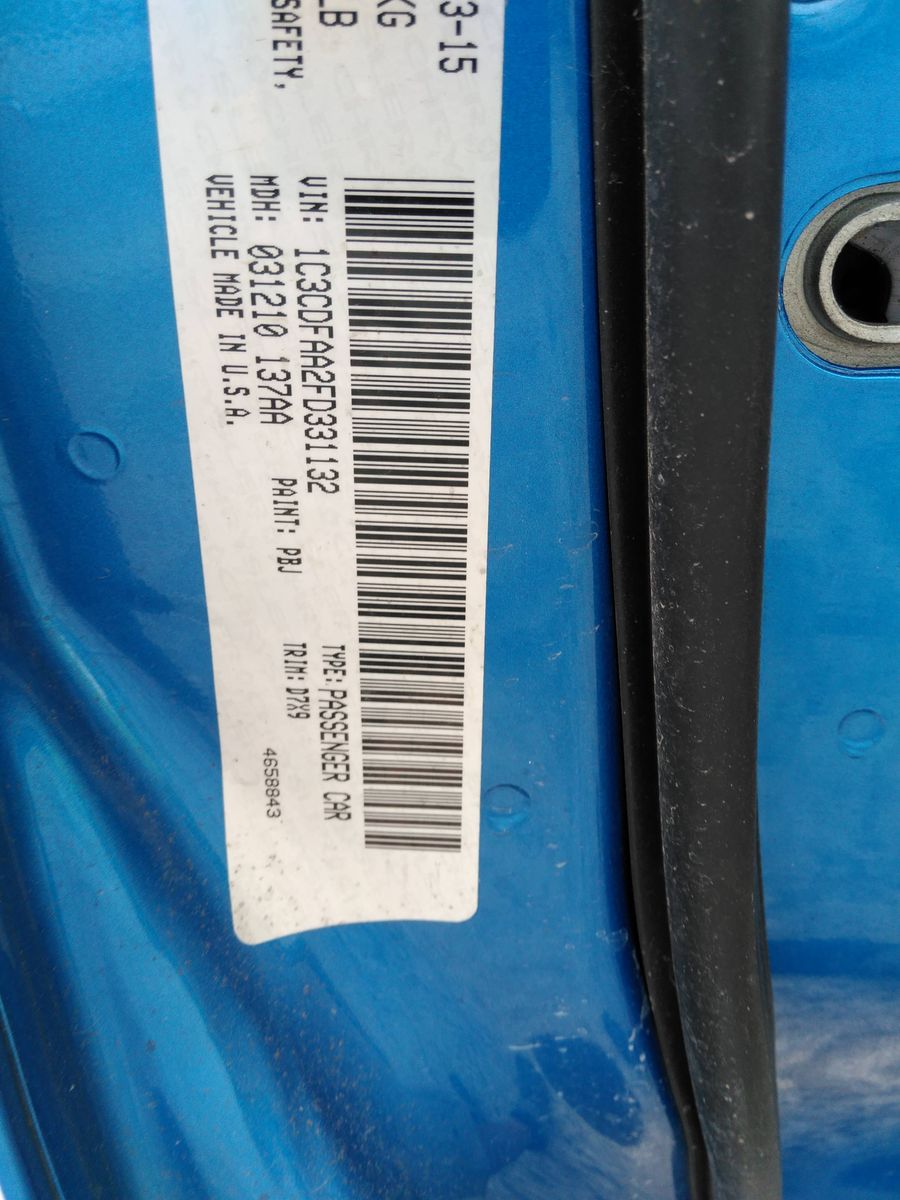 3-15
KG
LB
SAFETY,
VIN: 1C3CDFAA2FD331132
TYPE: PASSENGER CAR
MDH: 031210 137AA
PAINT: PBJ
TRIM: D7X9
VEHICLE MADE IN U.S.A.
4658843